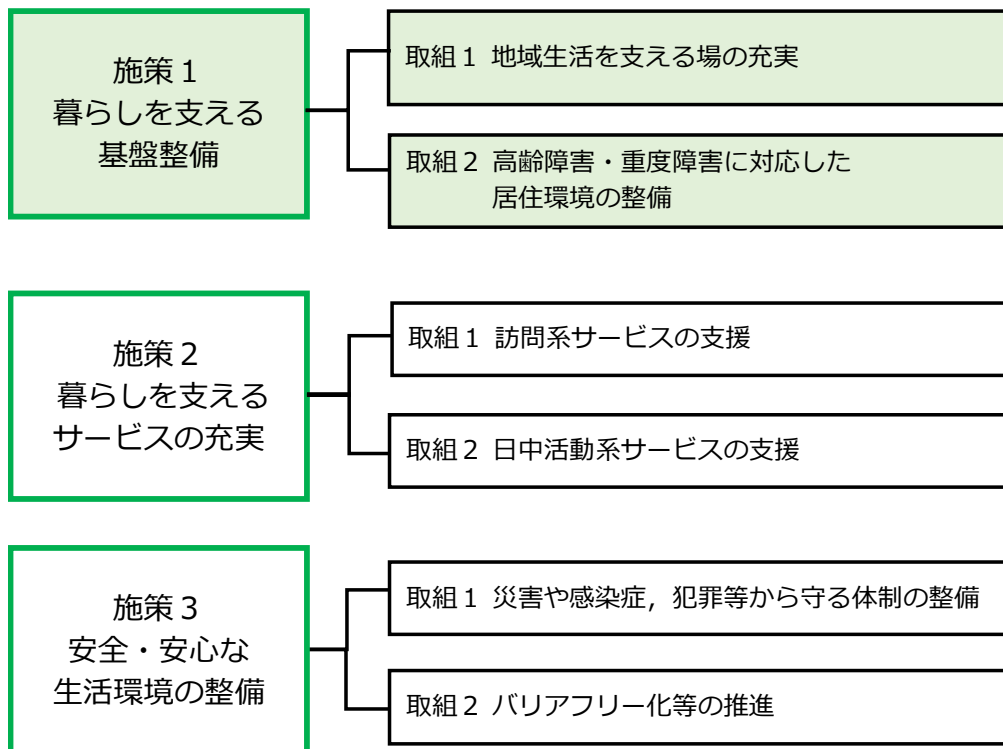 施策１
暮らしを支える
基盤整備
取組１ 地域生活を支える場の充実
取組２ 高齢障害・重度障害に対応した
居住環境の整備
施策２
暮らしを支える
サービスの充実
取組１ 訪問系サービスの支援
取組２ 日中活動系サービスの支援
施策３
安全・安心な
生活環境の整備
取組１ 災害や感染症，犯罪等から守る体制の整備
取組２ バリアフリー化等の推進